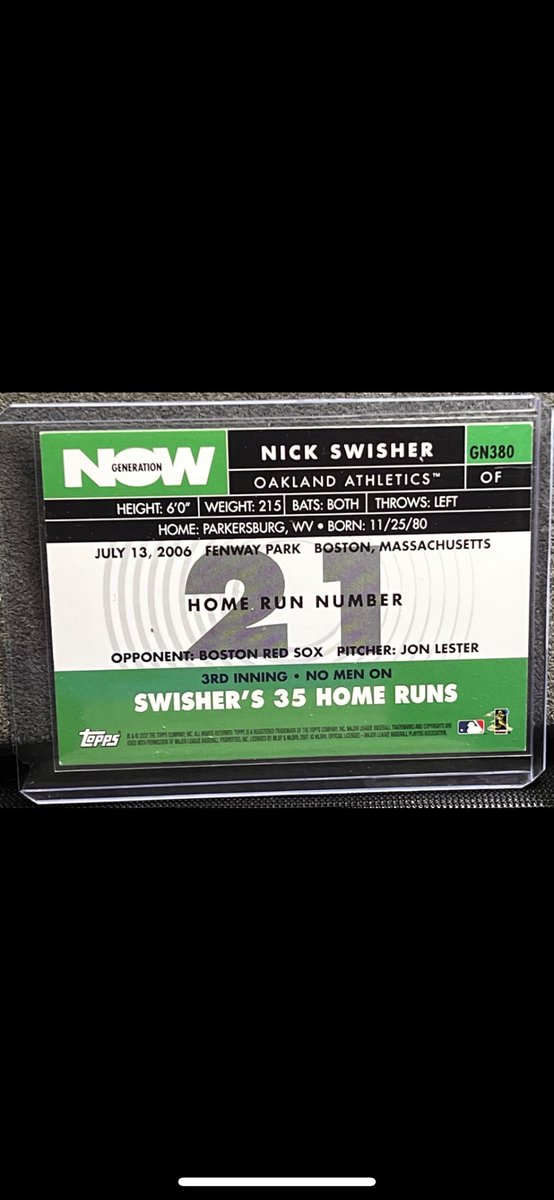 NOW
GENERATION
NICK SWISHER
GN380
OAKLAND ATHLETICS™
OF
HEIGHT: 6'0" WEIGHT: 215 BATS: BOTH THROWS: LEFT
HOME: PARKERSBURG, WV • BORN: 11/25/80
JULY 13, 2006 FENWAY PARK BOSTON, MASSACHUSETTS
21
HOME RUN NUMBER
OPPONENT: BOSTON RED SOX PITCHER: JON LESTER
3RD INNING • NO MEN ON
SWISHER'S 35 HOME RUNS
Topps